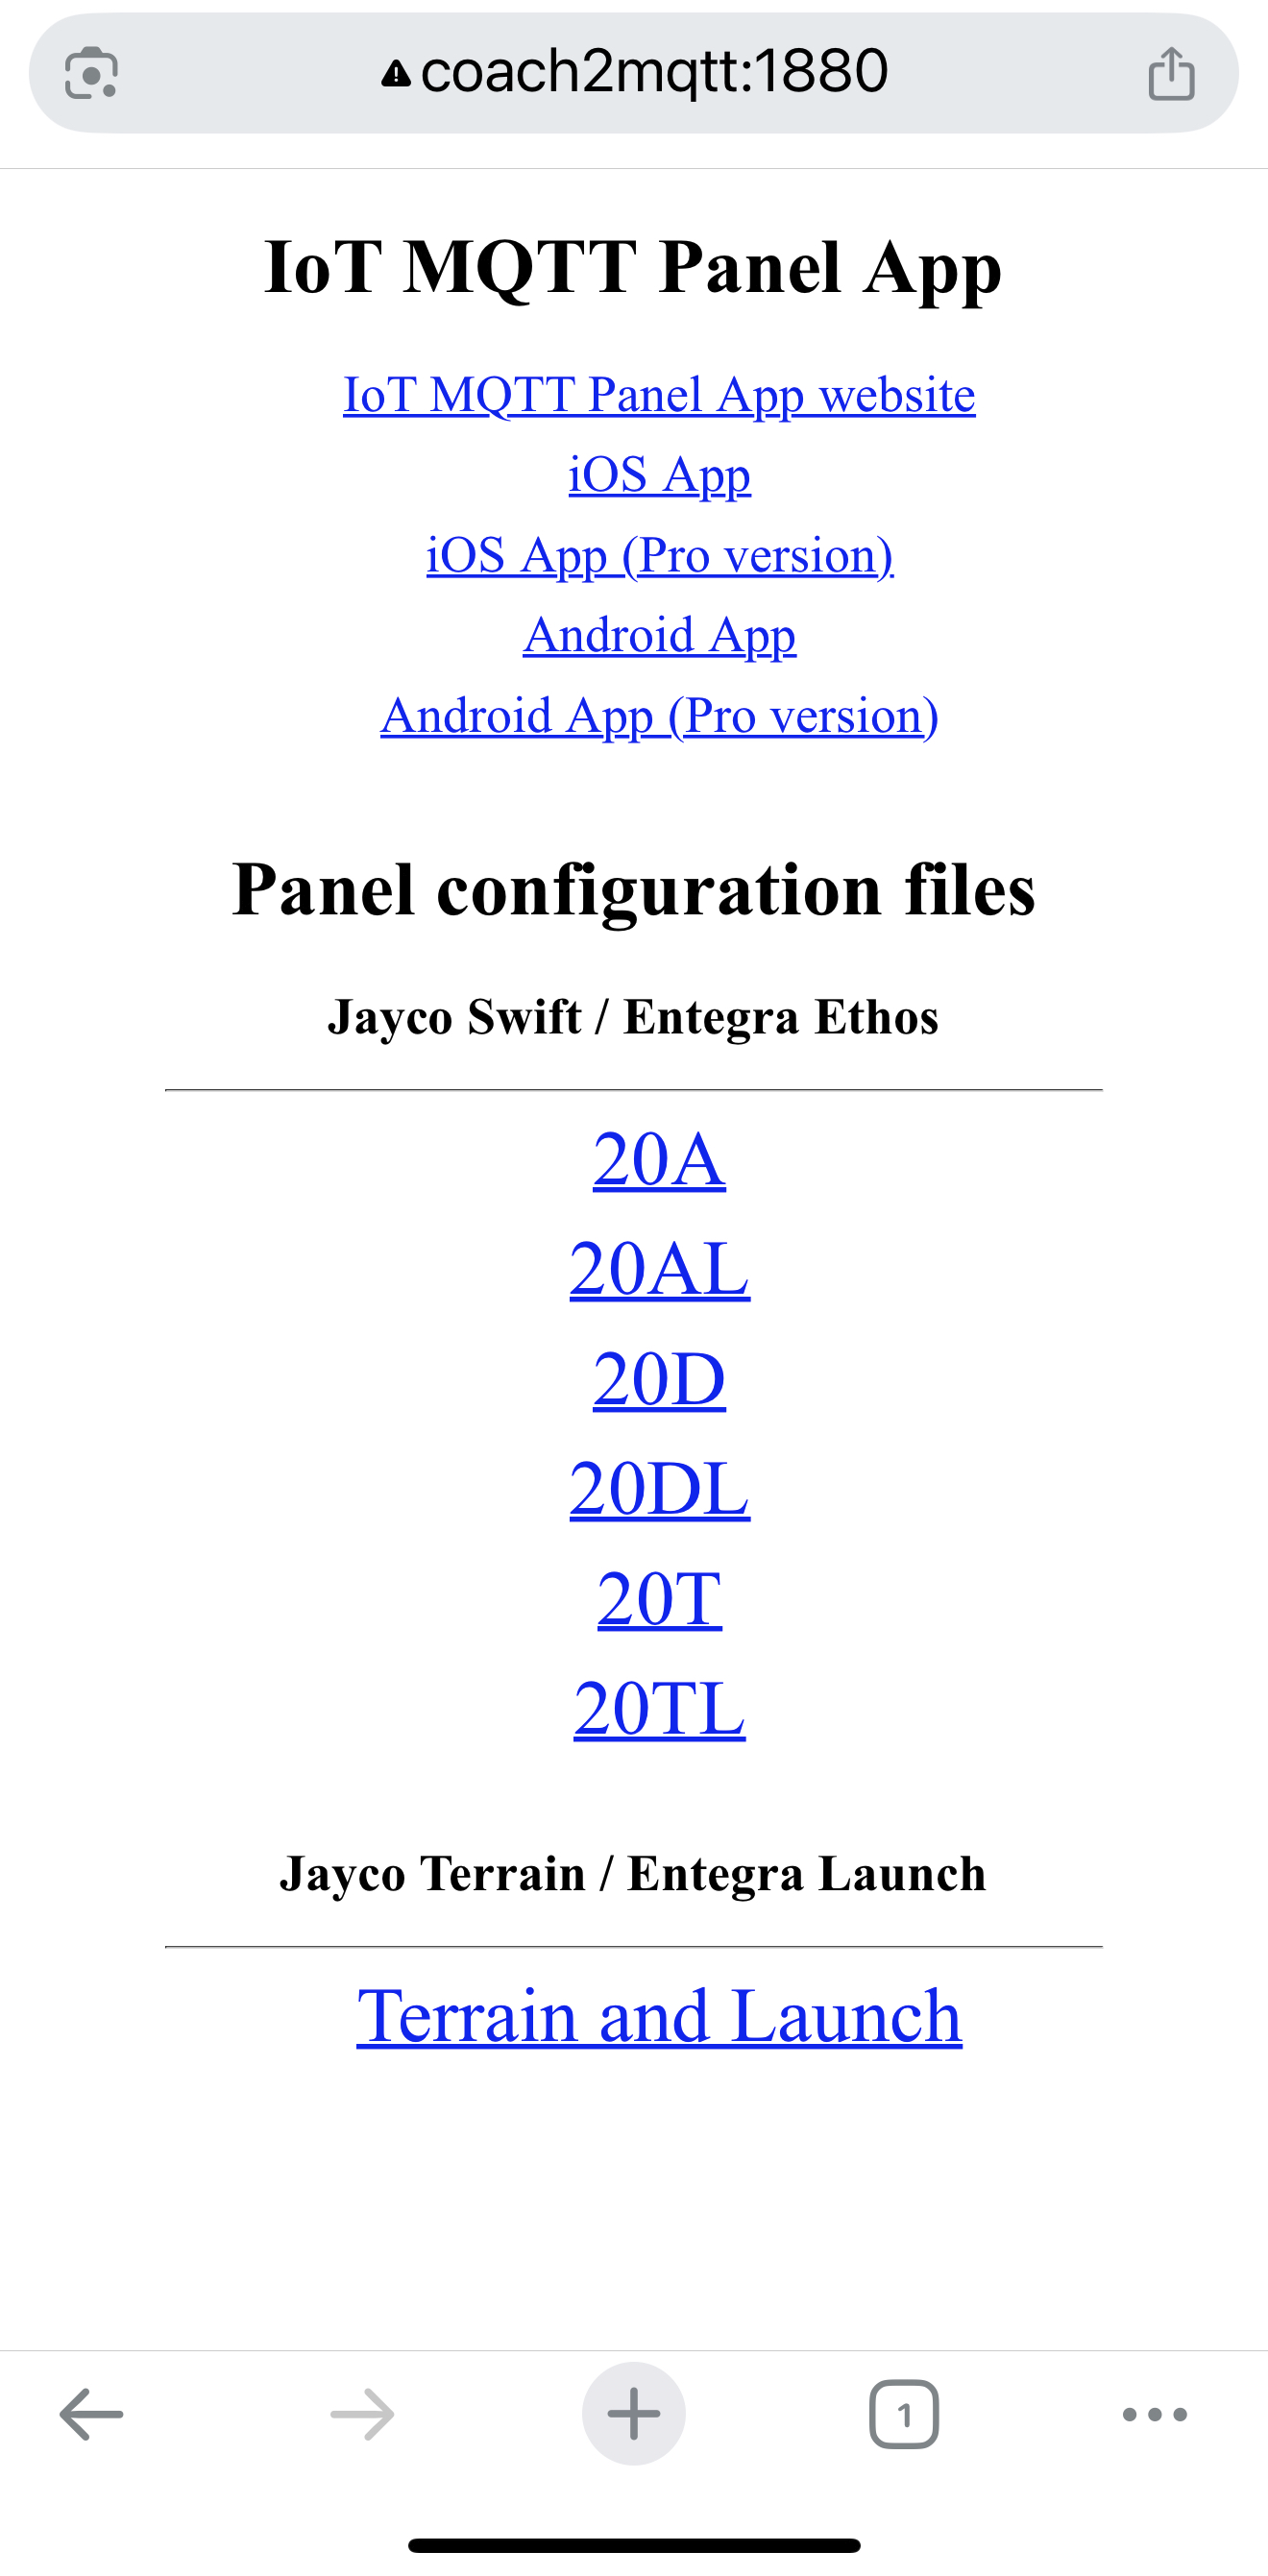 coach2mqtt:1880
IoT MQTT Panel App
IoT MQTT Panel App website
iOS App
iOS App (Pro version)
Android App
Android App (Pro version)
Panel configuration files
Jayco Swift / Entegra Ethos
20A
20AL
20D
20DL
20T
20TL
Jayco Terrain / Entegra Launch
Terrain and Launch
1